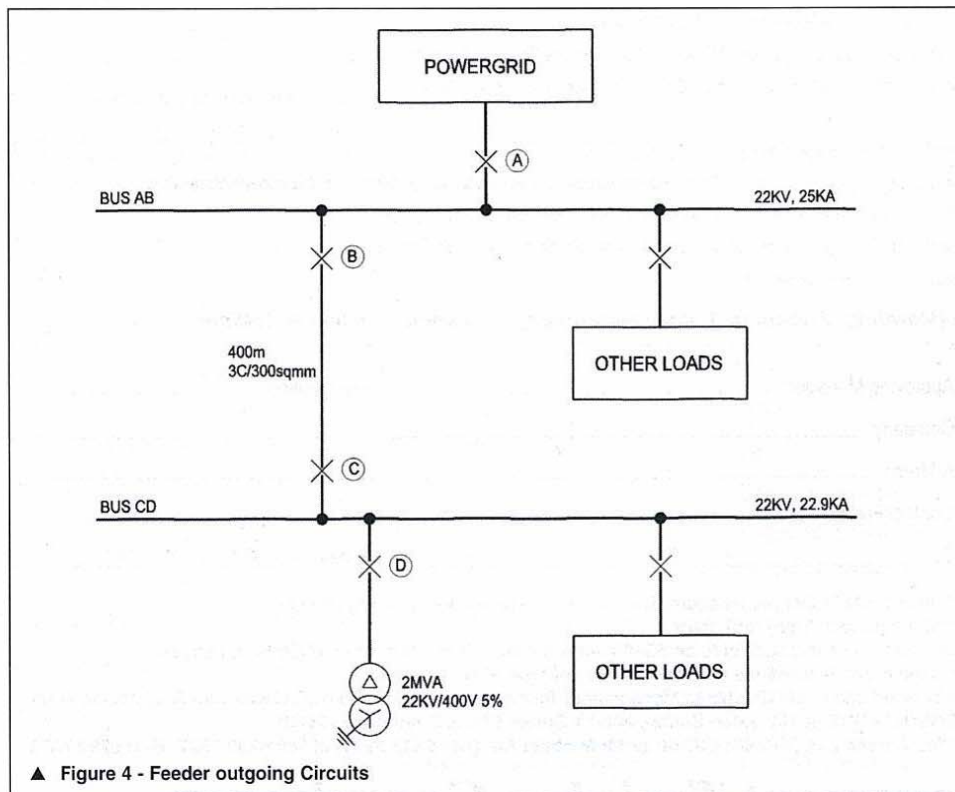 POWERGRID
A
BUS AB
22KV, 25KA
B
400m
3C/300sqmm
OTHER LOADS
C
BUS CD
22KV, 22.9KA
D
2MVA
22KV/400V 5%
OTHER LOADS
▲ Figure 4 - Feeder outgoing Circuits